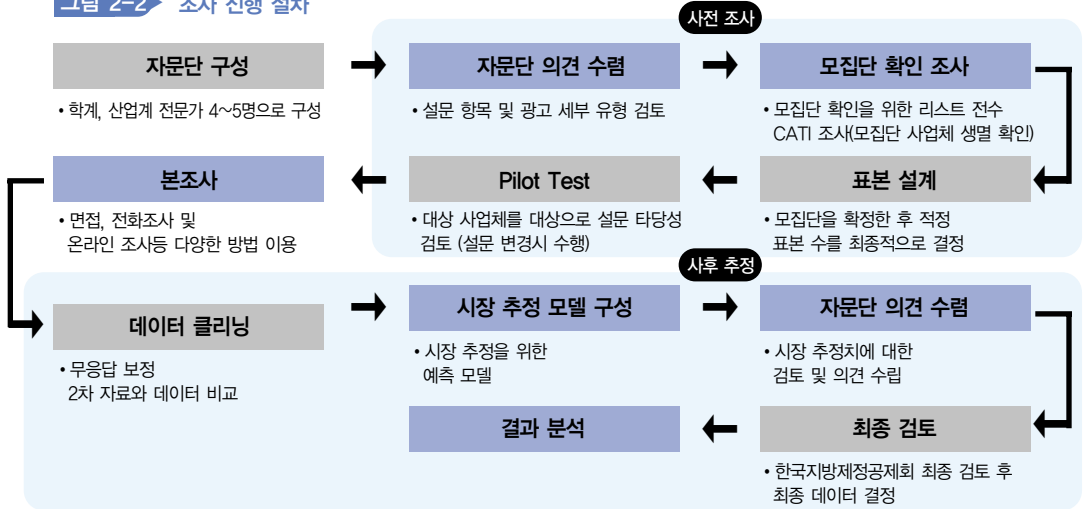 그림 2-2 조사 진행 절차
사전 조사
자문단 구성
• 학계, 산업계 전문가 4~5명으로 구성
자문단 의견 수렴
• 설문 항목 및 광고 세부 유형 검토
모집단 확인 조사
• 모집단 확인을 위한 리스트 전수
CATI 조사(모집단 사업체 생멸 확인)
본조사
• 면접, 전화조사 및
온라인 조사등 다양한 방법 이용
Pilot Test
• 대상 사업체를 대상으로 설문 타당성
검토 (설문 변경시 수행)
표본 설계
• 모집단을 확정한 후 적정
표본 수를 최종적으로 결정
사후 추정
데이터 클리닝
• 무응답 보정
2차 자료와 데이터 비교
시장 추정 모델 구성
• 시장 추정을 위한
예측 모델
자문단 의견 수렴
• 시장 추정치에 대한
검토 및 의견 수립
결과 분석
최종 검토
• 한국지방제정공제회 최종 검토 후
최종 데이터 결정